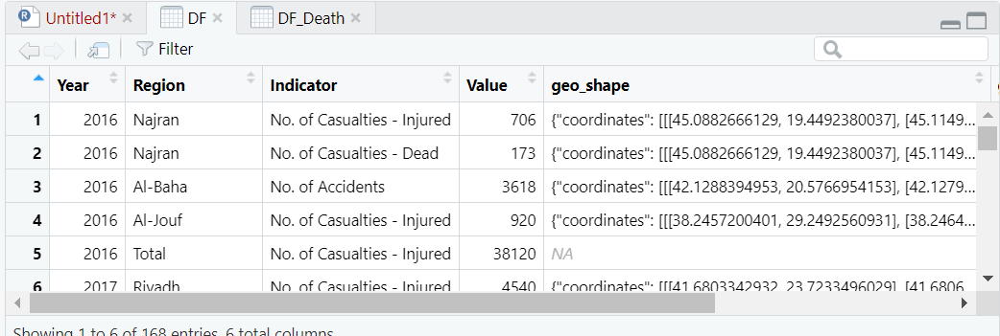 Untitled1* DF DF_Death
Filter
Year Region Indicator Value geo_shape
1 2016 Najran No. of Casualties - Injured 706 {"coordinates": [[[45.0882666129, 19.4492380037], [45.1149...
2 2016 Najran No. of Casualties - Dead 173 {"coordinates": [[[45.0882666129, 19.4492380037], [45.1149...
3 2016 Al-Baha No. of Accidents 3618 {"coordinates": [[[42.1288394953, 20.5766954153], [42.1279...
4 2016 Al-Jouf No. of Casualties - Injured 920 {"coordinates": [[[38.2457200401, 29.2492560931], [38.2464...
5 2016 Total No. of Casualties - Injured 38120 NA
6 2017 Riyadh No. of Casualties - Injured 4540 {"coordinates": [[[41.6803342932, 23.7233496029], [41.6806
Showing 1 to 6 of 168 entries, 6 total columns